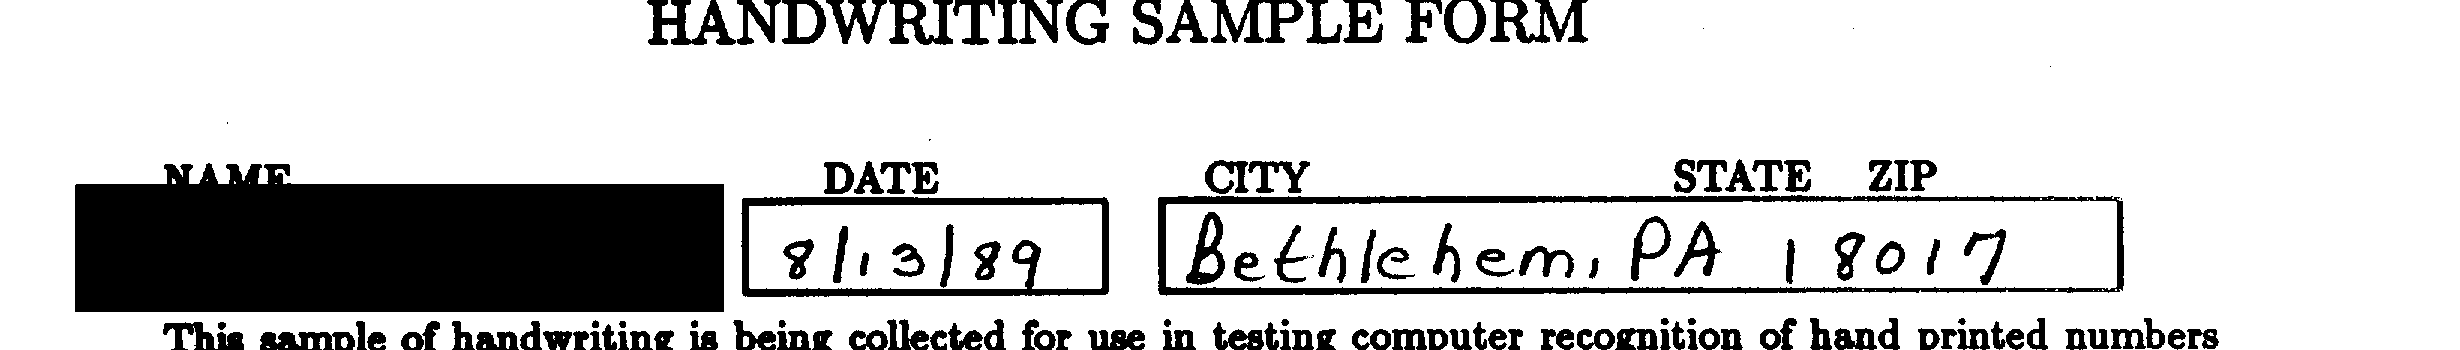 HANDWRITING SAMPLE FORM
NAME DATE CITY STATE ZIP
8/13/89 Bethlehem, PA 18017
This sample of handwriting is being collected for use in testing computer recognition of hand printed numbers